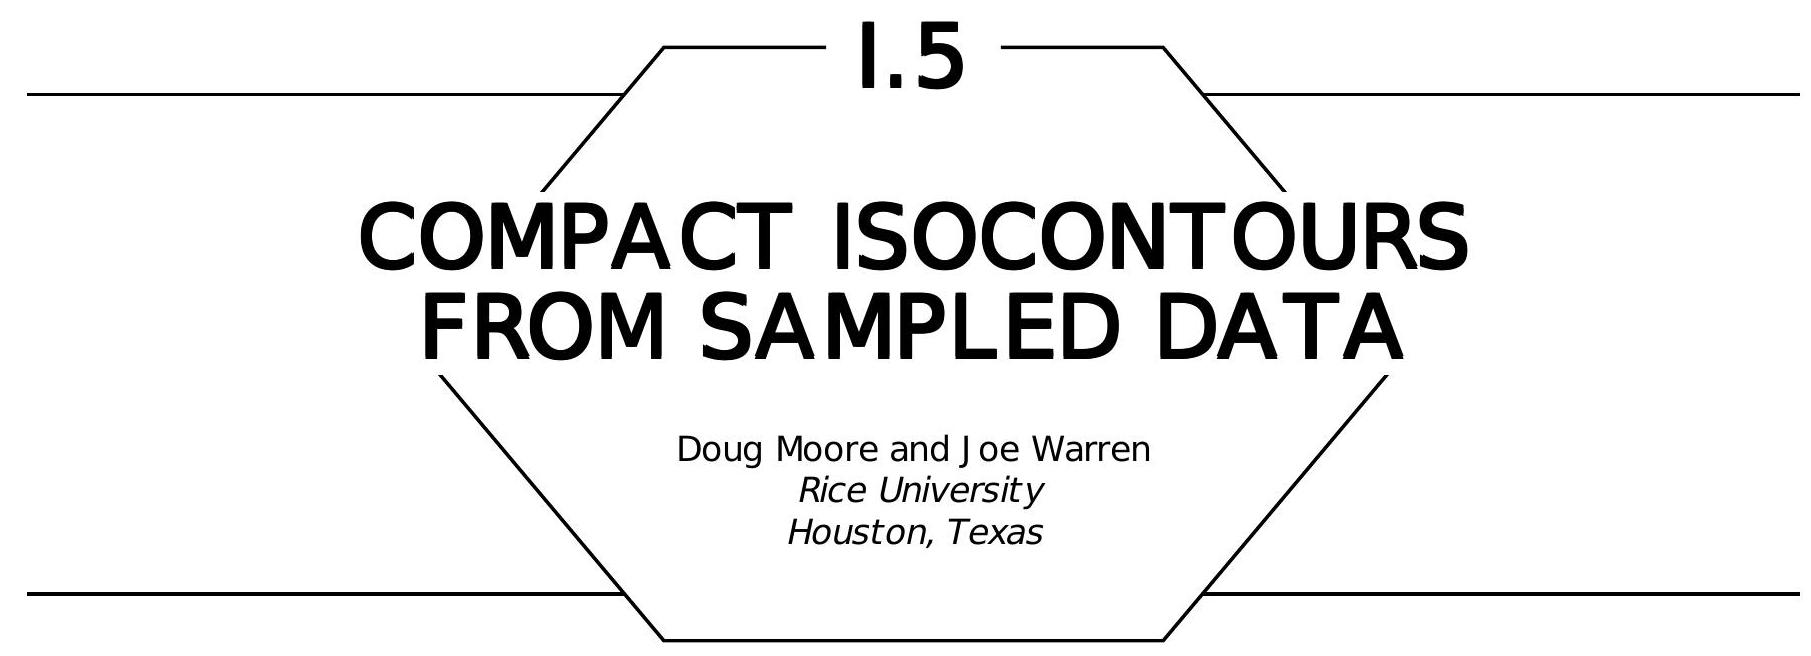 I.5
COMPACT ISOCONTOURS
FROM SAMPLED DATA
Doug Moore and Joe Warren
Rice University
Houston, Texas